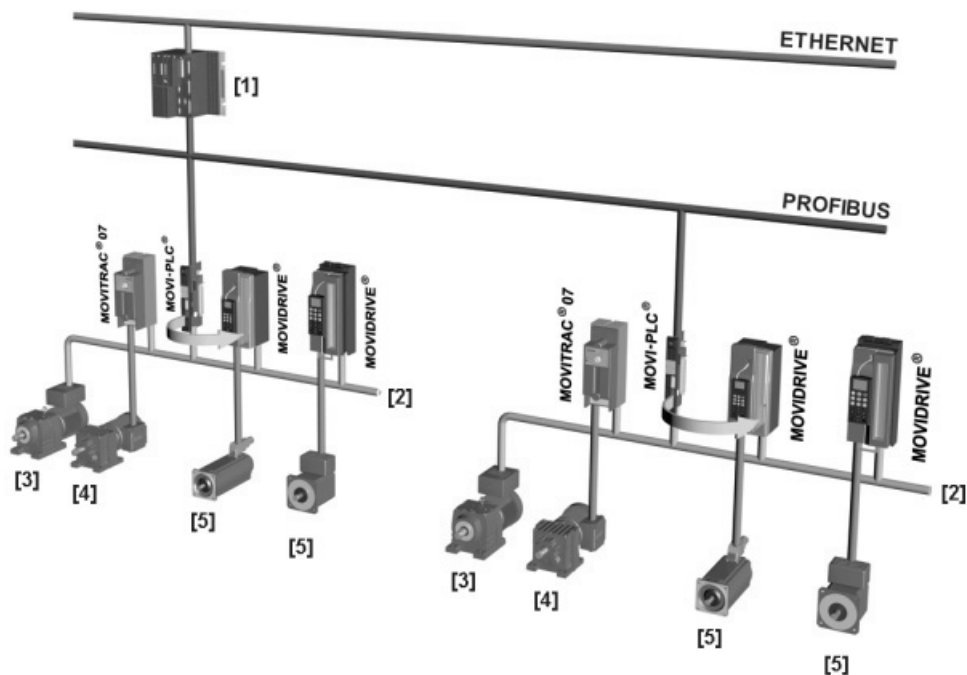 ETHERNET
[1]
PROFIBUS
MOVITRAC® 07
MOVI-PLC®
MOVIDRIVE®
MOVIDRIVE®
[2]
[3]
[4]
[5]
[5]
MOVITRAC® 07
MOVI-PLC®
MOVIDRIVE®
MOVIDRIVE®
[2]
[3]
[4]
[5]
[5]